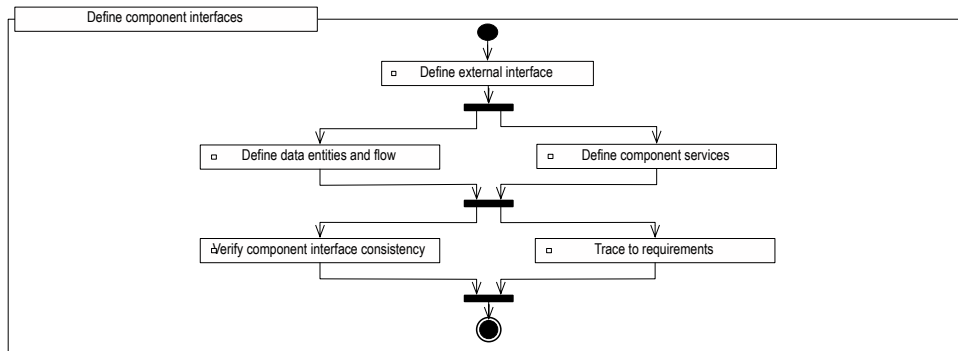 Define component interfaces
Define external interface
Define data entities and flow
Define component services
Verify component interface consistency
Trace to requirements